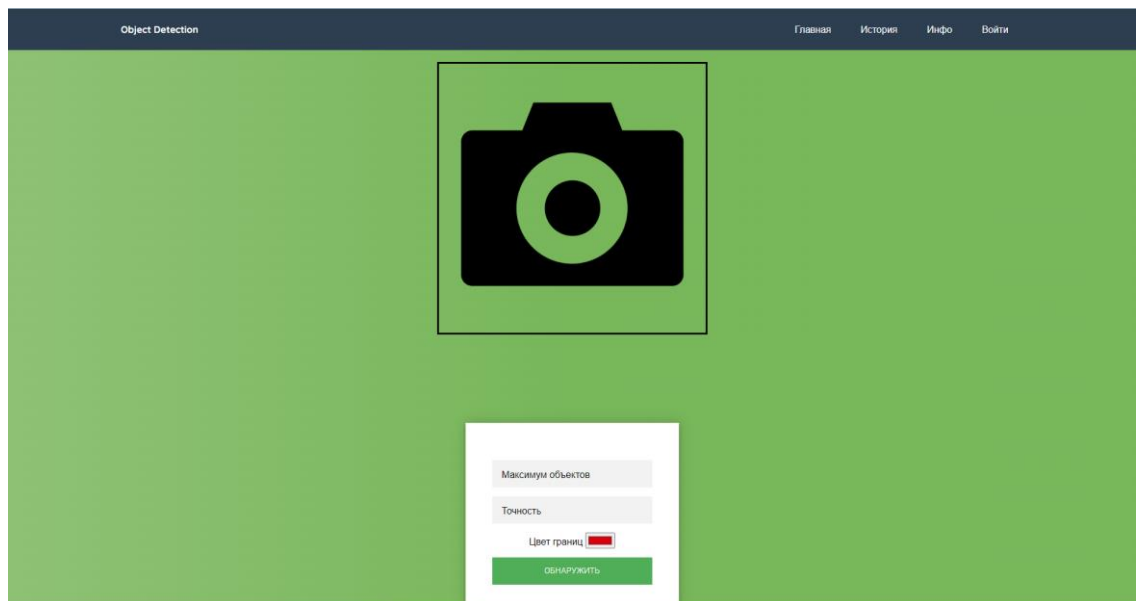 Object Detection Главная История Инфо Войти
Максимум объектов
Точность
Цвет границ
ОБНАРУЖИТЬ